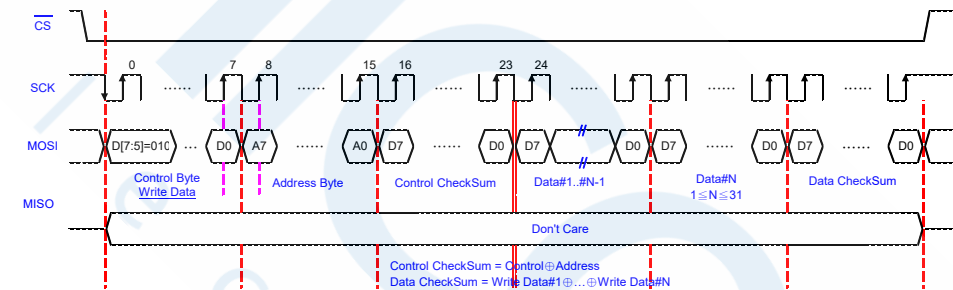 CS
0 7 8 15 16 23 24
SCK ...... ...... ...... ...... ...... ......
MOSI D[7:5]=010 ... D0 A7 ...... A0 D7 ...... D0 D7 // D0 D7 ...... D0 D7 ...... D0
Control Byte
Write Data
Address Byte
Control CheckSum
Data#1..#N-1
Data#N
1≦N≦31
Data CheckSum
MISO
Don't Care
Control CheckSum = Control⊕Address
Data CheckSum = Write Data#1⊕...⊕Write Data#N